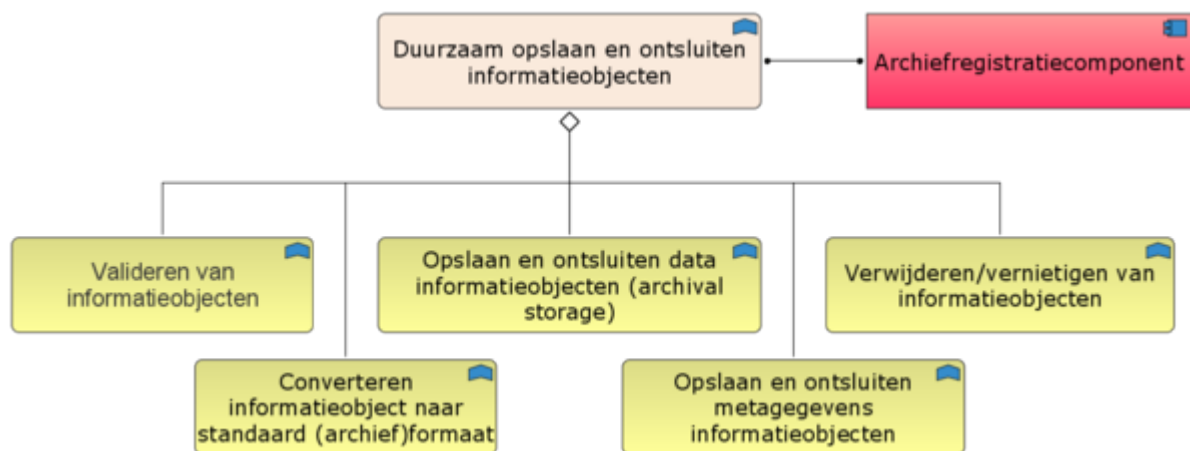 Duurzaam opslaan en ontsluiten
informatieobjecten
Archiefregistratiecomponent
Valideren van
informatieobjecten
Opslaan en ontsluiten data
informatieobjecten (archival
storage)
Verwijderen/vernietigen van
informatieobjecten
Converteren
informatieobject naar
standaard (archief)formaat
Opslaan en ontsluiten
metagegevens
informatieobjecten